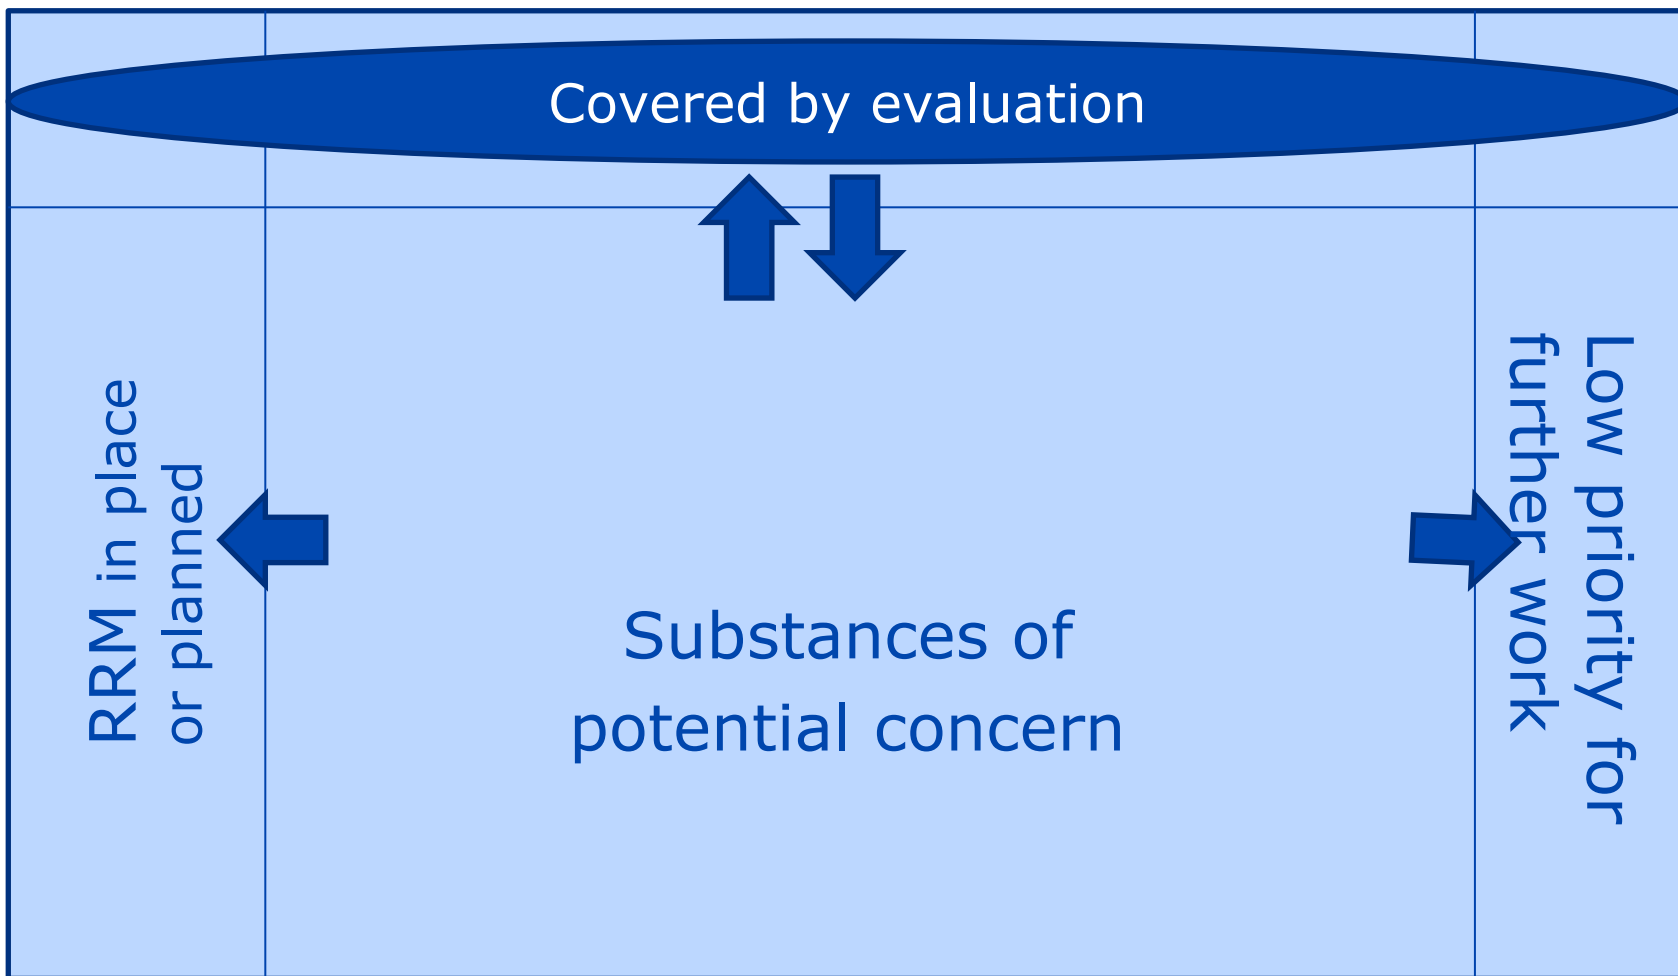 Covered by evaluation
RRM in place
or planned
Substances of
potential concern
Low priority for
further work